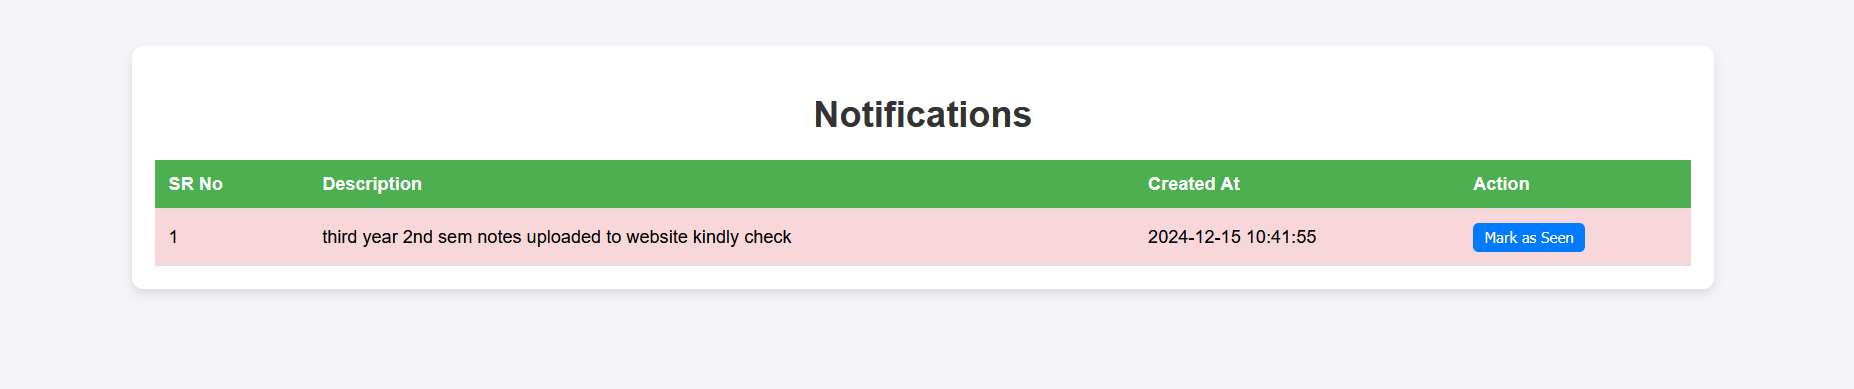 Notifications
SR No Description Created At Action
1 third year 2nd sem notes uploaded to website kindly check 2024-12-15 10:41:55 Mark as Seen